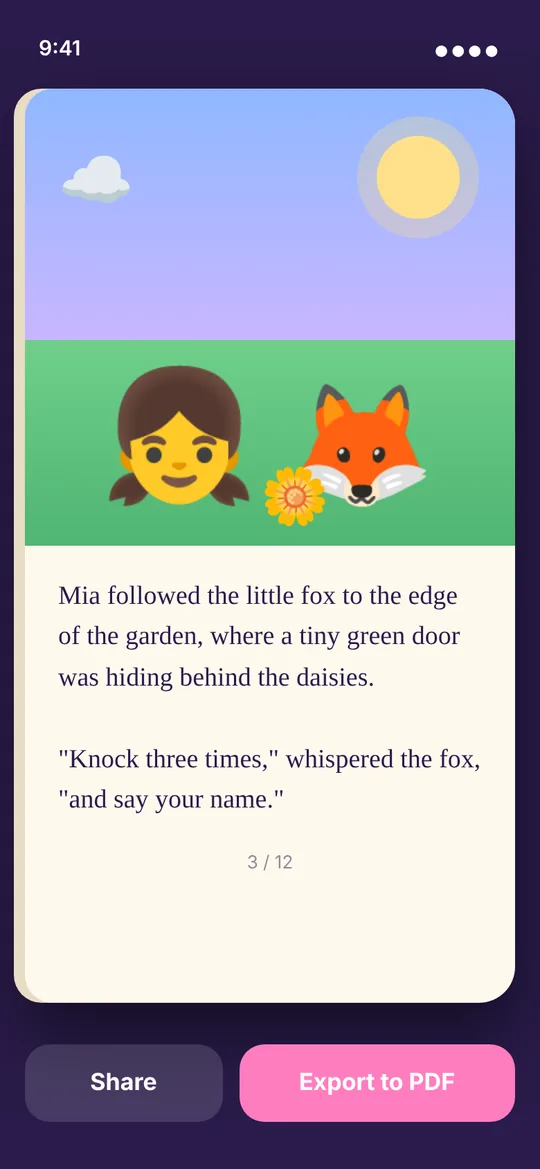 9:41
Mia followed the little fox to the edge
of the garden, where a tiny green door
was hiding behind the daisies.
"Knock three times," whispered the fox,
"and say your name."
3 / 12
Share
Export to PDF